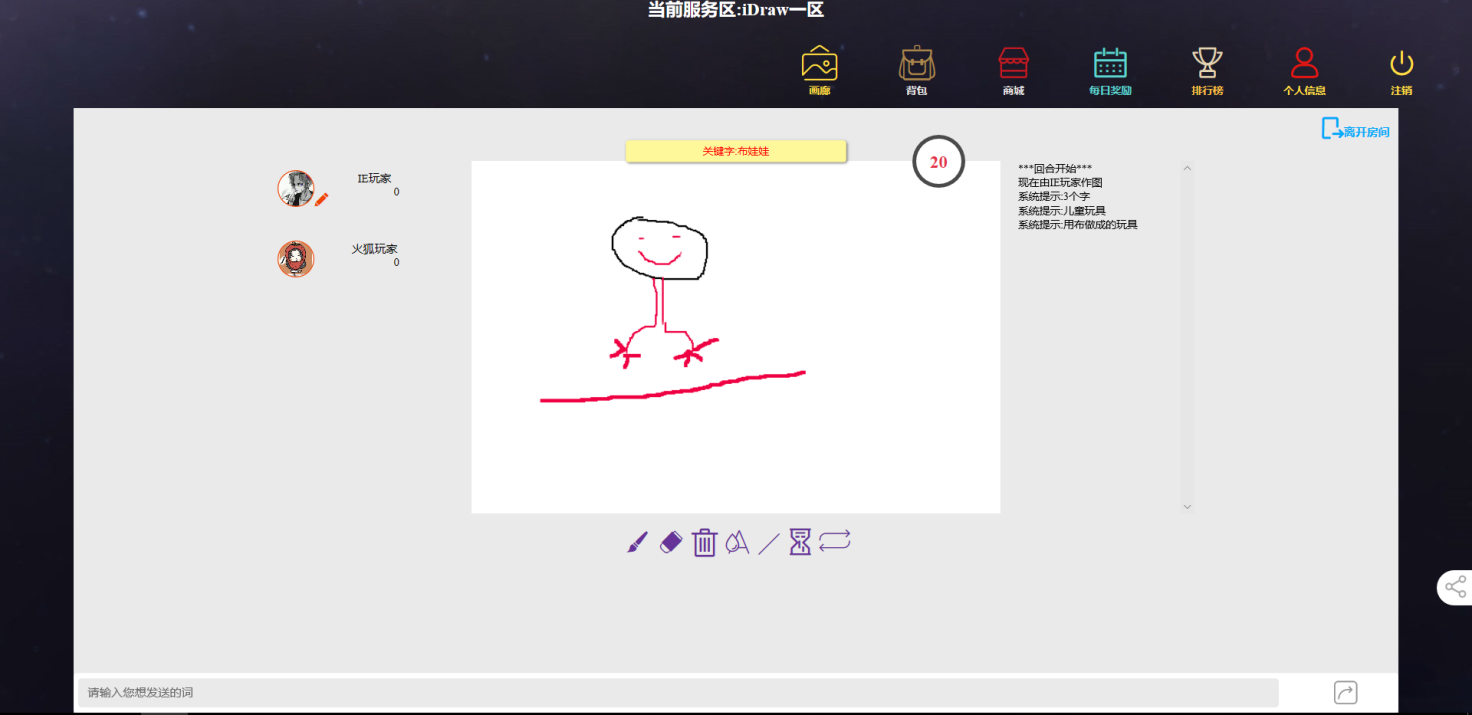 当前服务区:iDraw一区
画廊
背包
商城
每日奖励
排行榜
个人信息
注销
离开房间
关键字:布娃娃
20
IE玩家
0
火狐玩家
0
***回合开始***
现在由IE玩家作图
系统提示:3个字
系统提示:儿童玩具
系统提示:用布做成的玩具
请输入您想发送的词